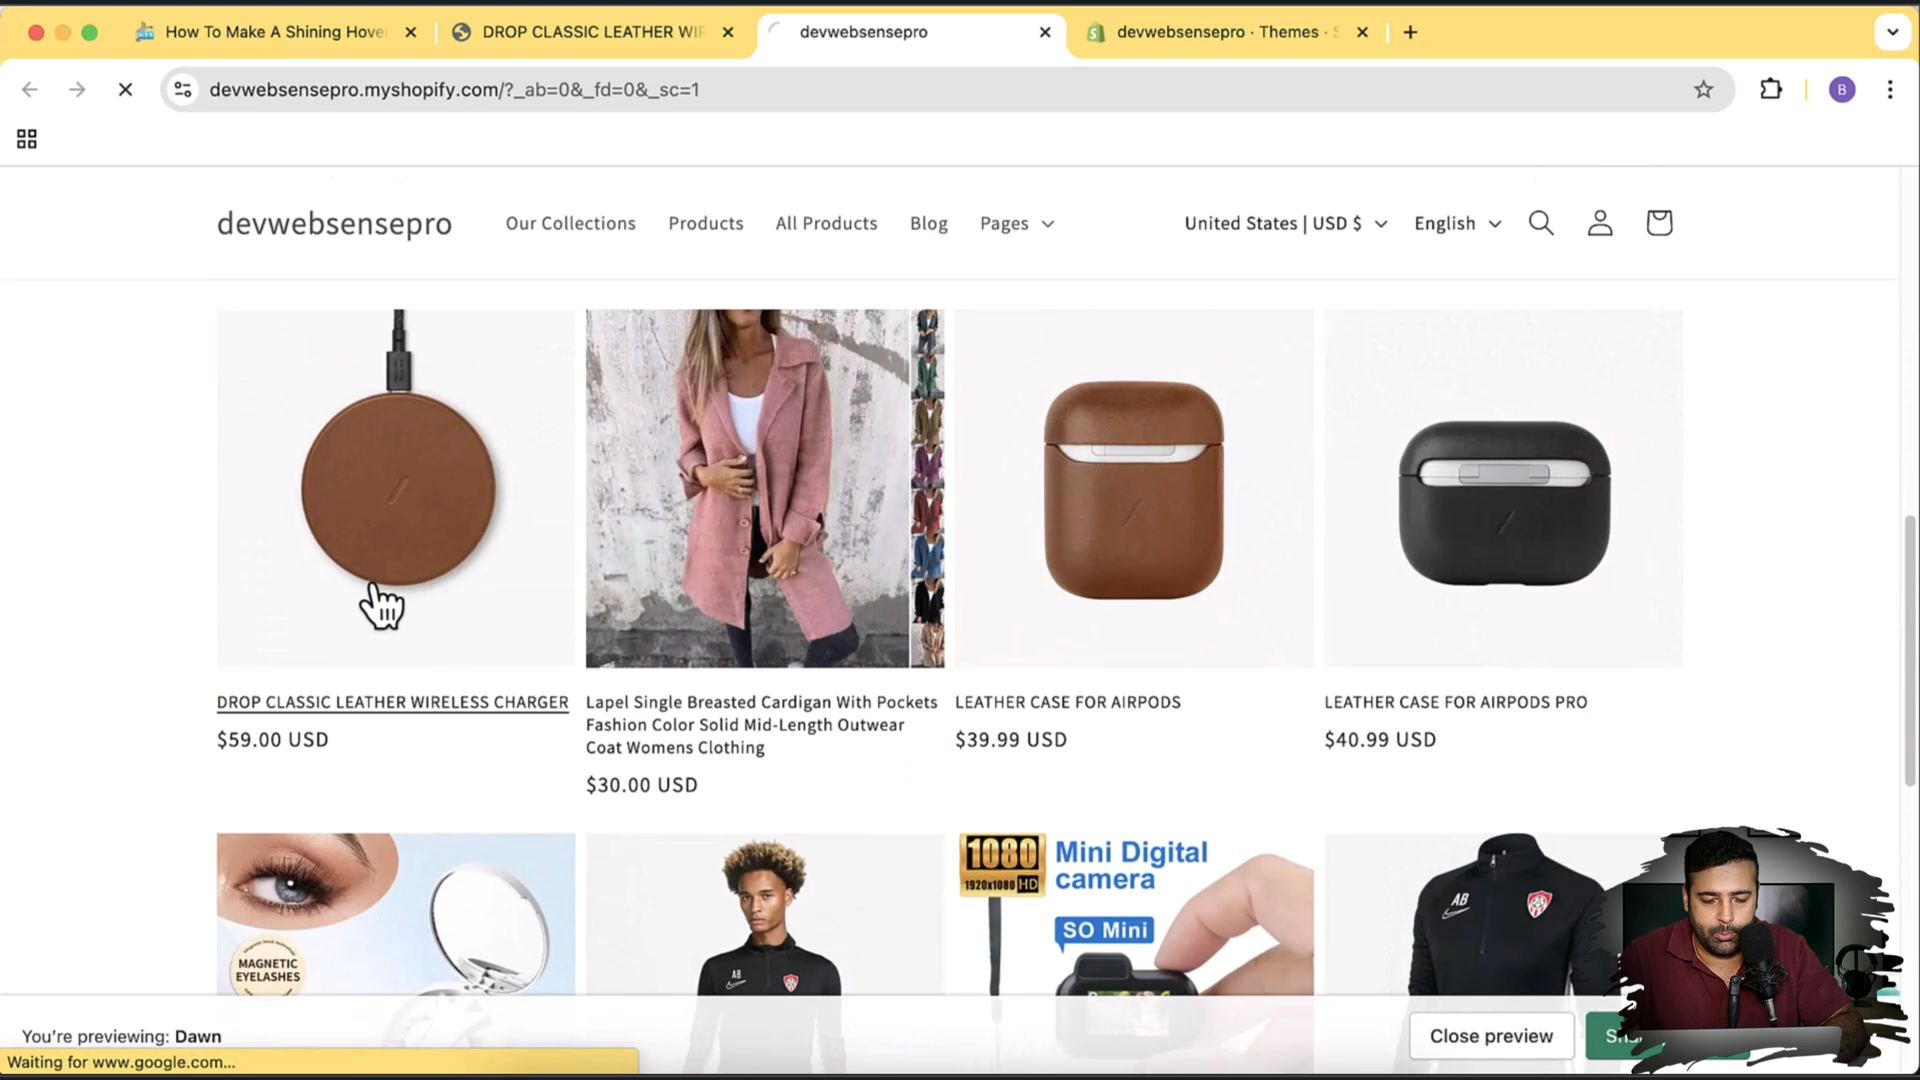 How To Make A Shining Hove
DROP CLASSIC LEATHER WIF
devwebsensepro
devwebsensepro · Themes ·
devwebsensepro.myshopify.com/?_ab=0&_fd=0&_sc=1
B
devwebsensepro
Our Collections
Products
All Products
Blog
Pages
United States | USD $
English
DROP CLASSIC LEATHER WIRELESS CHARGER
$59.00 USD
Lapel Single Breasted Cardigan With Pockets
Fashion Color Solid Mid-Length Outwear
Coat Womens Clothing
$30.00 USD
LEATHER CASE FOR AIRPODS
$39.99 USD
LEATHER CASE FOR AIRPODS PRO
$40.99 USD
MAGNETIC
EYELASHES
AB
1080
1920x1080 HD
Mini Digital
camera
SO Mini
AB
You're previewing: Dawn
Close preview
Waiting for www.google.com...